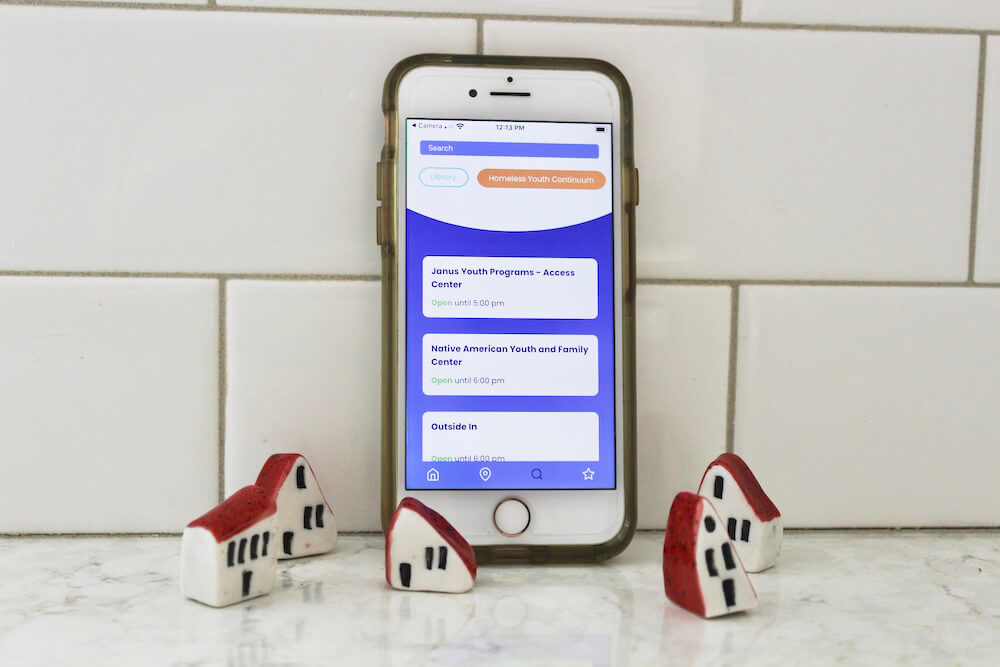 ◀ Camera 12:13 PM
Search
Library Homeless Youth Continuum
Janus Youth Programs - Access
Center
Open until 5:00 pm
Native American Youth and Family
Center
Open until 6:00 pm
Outside In
Open until 6:00 pm